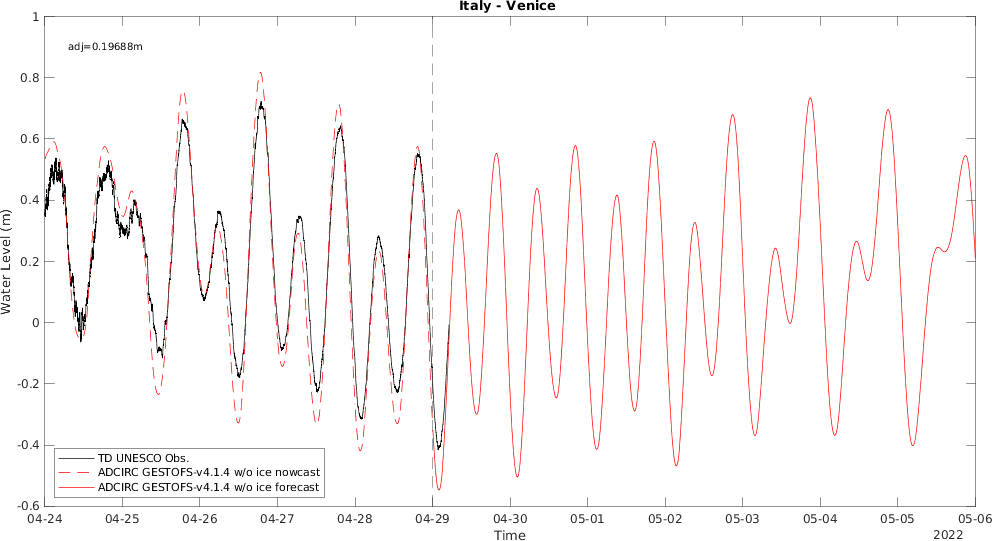 Italy - Venice
adj=0.19688m
1
0.8
0.6
0.4
0.2
0
-0.2
-0.4
-0.6
Water Level (m)
TD UNESCO Obs.
ADCIRC GESTOFS-v4.1.4 w/o ice nowcast
ADCIRC GESTOFS-v4.1.4 w/o ice forecast
04-24 04-25 04-26 04-27 04-28 04-29 04-30 05-01 05-02 05-03 05-04 05-05 05-06
Time
2022